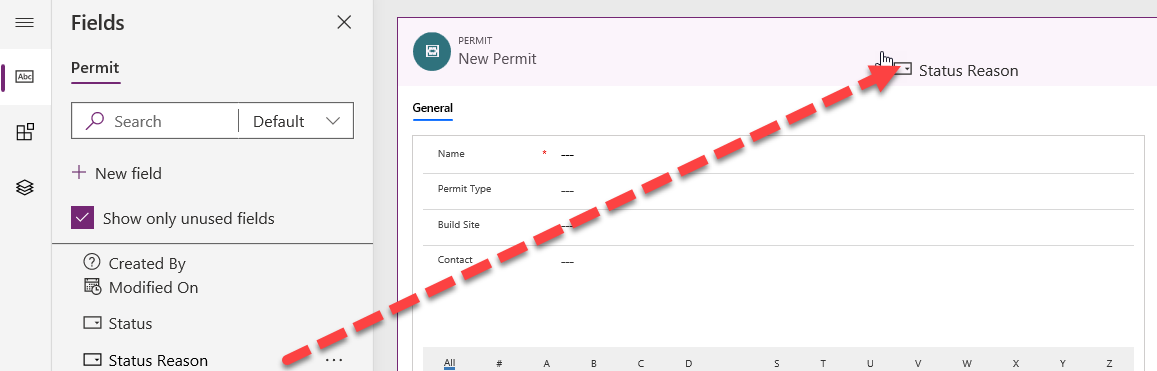 Fields
Permit
Search
Default
New field
Show only unused fields
Created By
Modified On
Status
Status Reason
Abc
PERMIT
New Permit
Status Reason
General
Name * ---
Permit Type ---
Build Site ---
Contact ---
All # A B C D S T U V W X Y Z